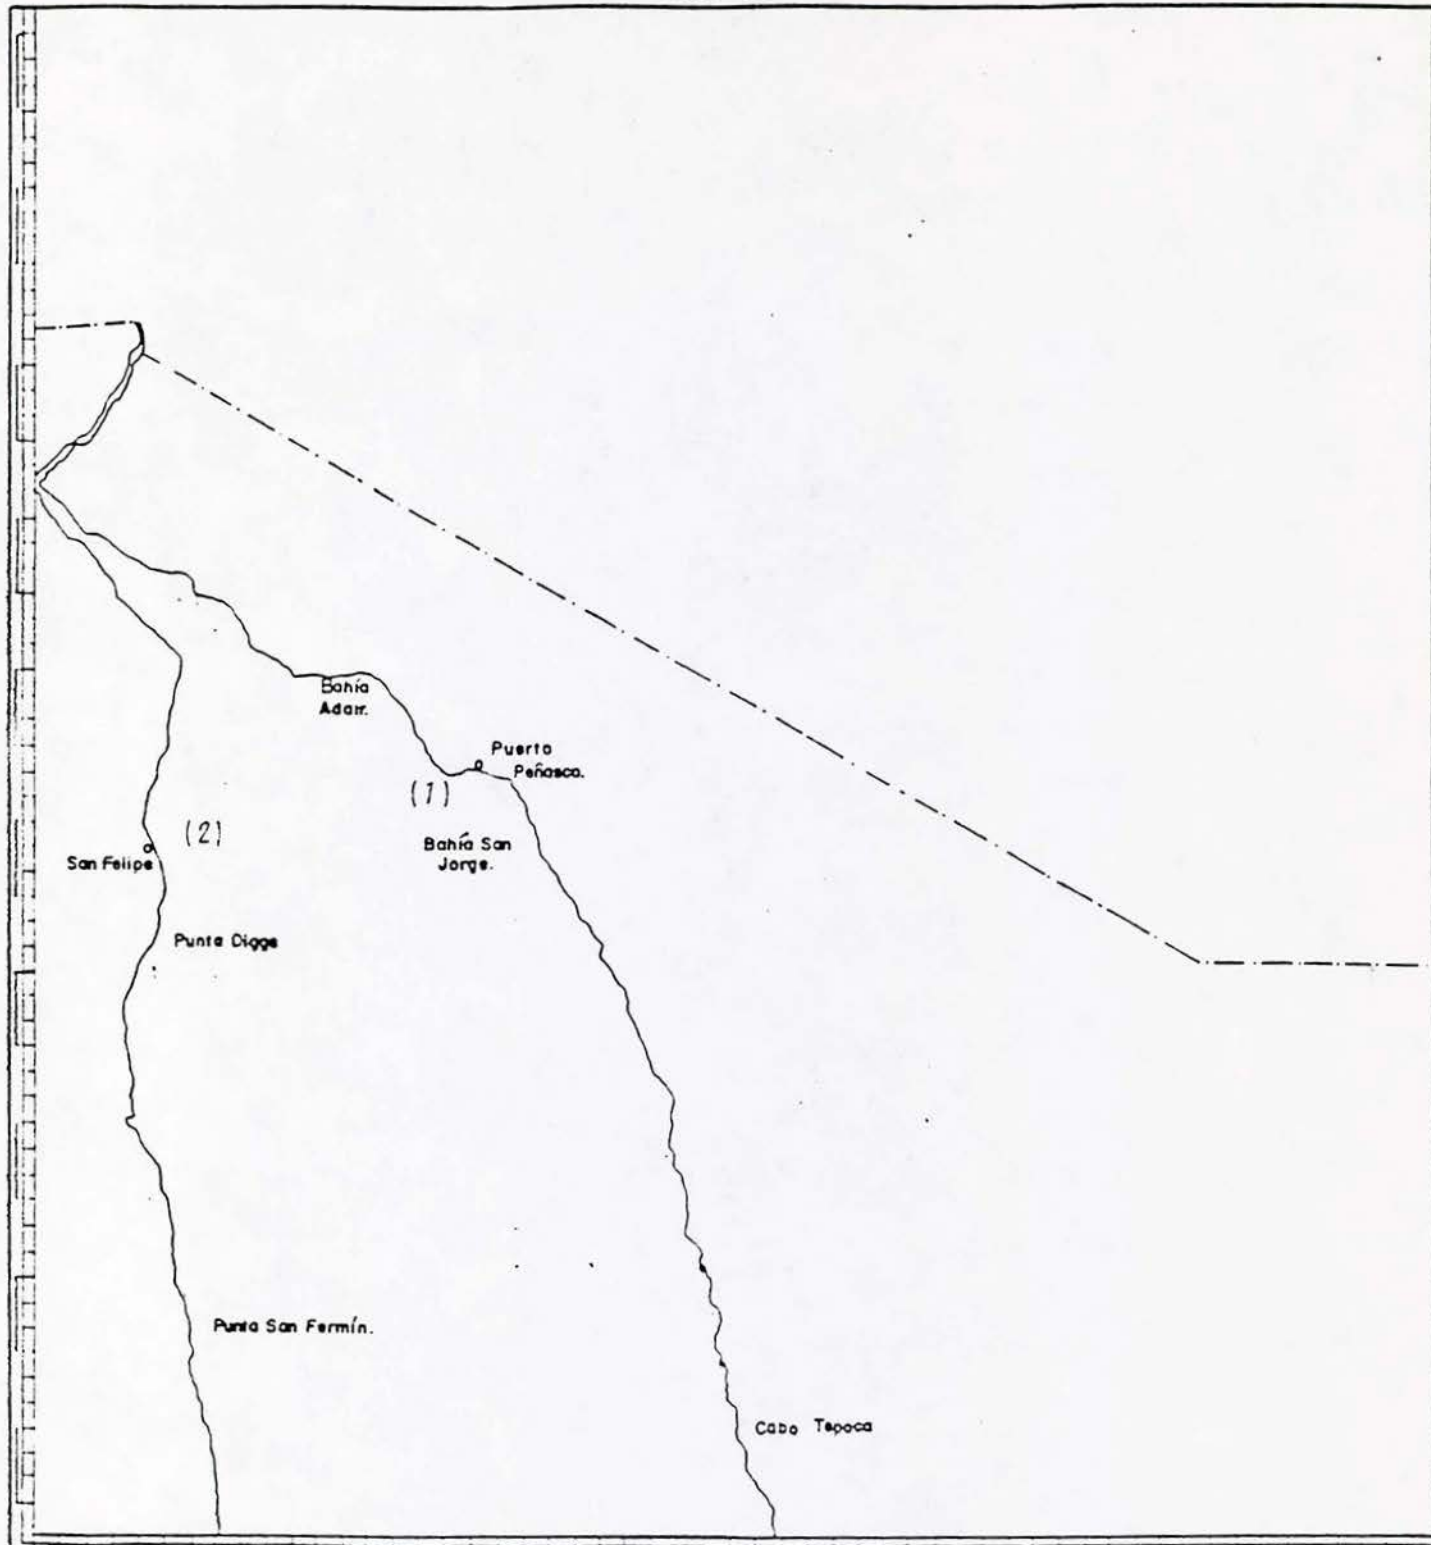 Bahía
Adair.
Puerto
Peñasco.
(1)
(2)
Bahía San
Jorge.
San Felipe
Punta Digge
Punta San Fermín.
Cabo Tepoca